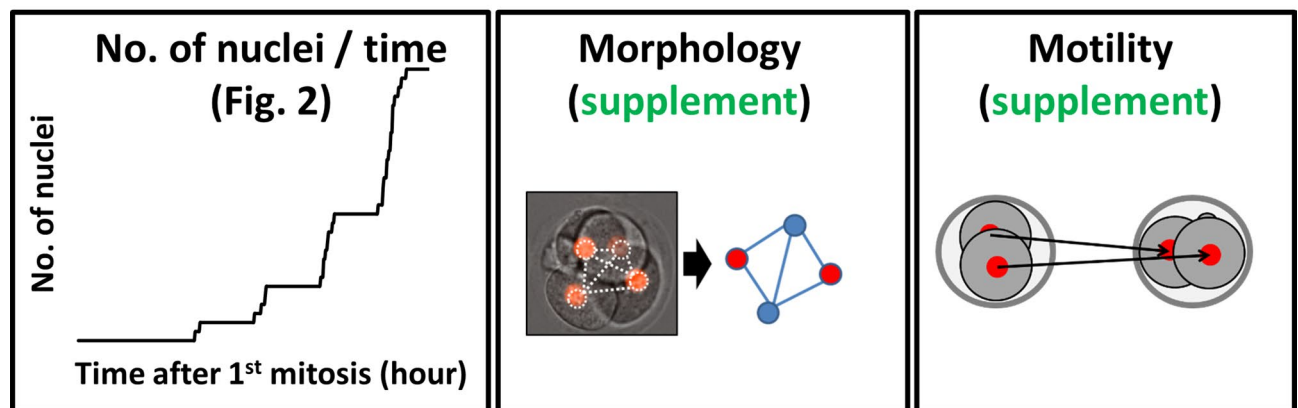 No. of nuclei / time
(Fig. 2)
No. of nuclei
Time after 1st mitosis (hour)
Morphology
(supplement)
Motility
(supplement)